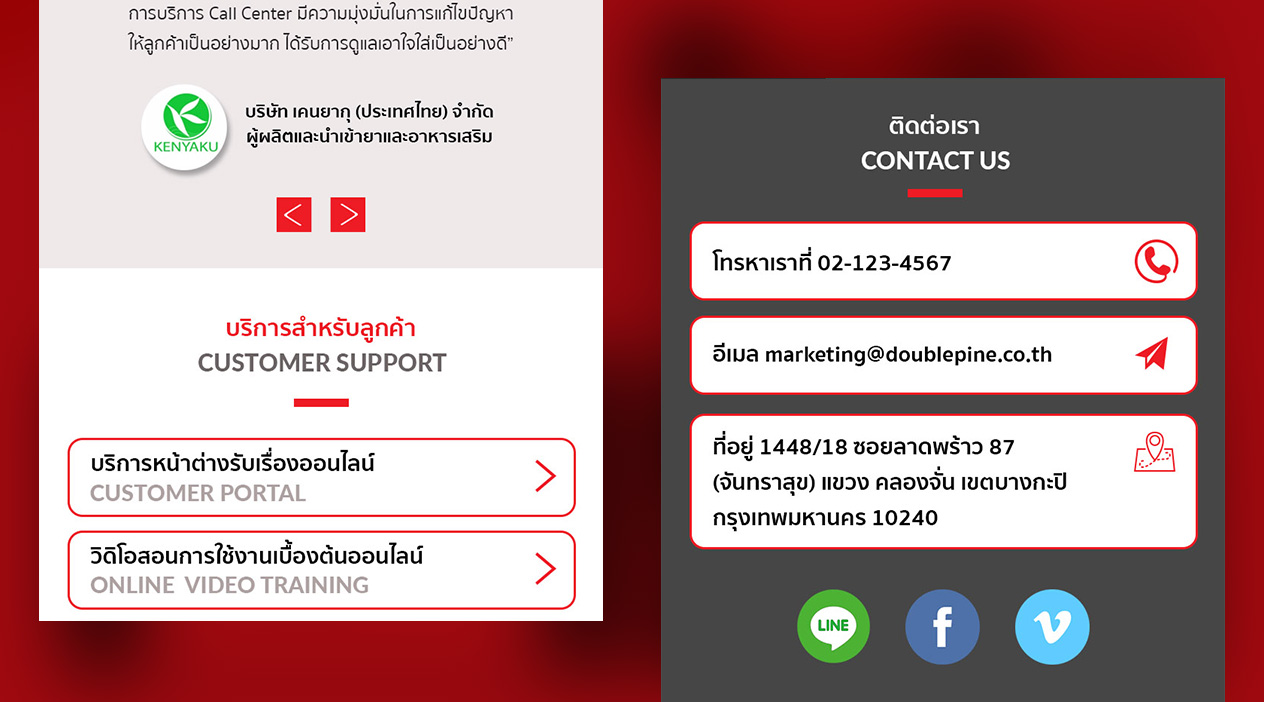 การบริการ Call Center มีความมุ่งมั่นในการแก้ไขปัญหา
ให้ลูกค้าเป็นอย่างมาก ได้รับการดูแลเอาใจใส่เป็นอย่างดี”
KENYAKU
บริษัท เคนยากุ (ประเทศไทย) จำกัด
ผู้ผลิตและนำเข้ายาและอาหารเสริม
บริการสำหรับลูกค้า
CUSTOMER SUPPORT
บริการหน้าต่างรับเรื่องออนไลน์
CUSTOMER PORTAL
วิดิโอสอนการใช้งานเบื้องต้นออนไลน์
ONLINE VIDEO TRAINING
ติดต่อเรา
CONTACT US
โทรหาเราที่ 02-123-4567
อีเมล marketing@doublepine.co.th
ที่อยู่ 1448/18 ซอยลาดพร้าว 87
(จันทราสุข) แขวง คลองจั่น เขตบางกะปิ
กรุงเทพมหานคร 10240
LINE